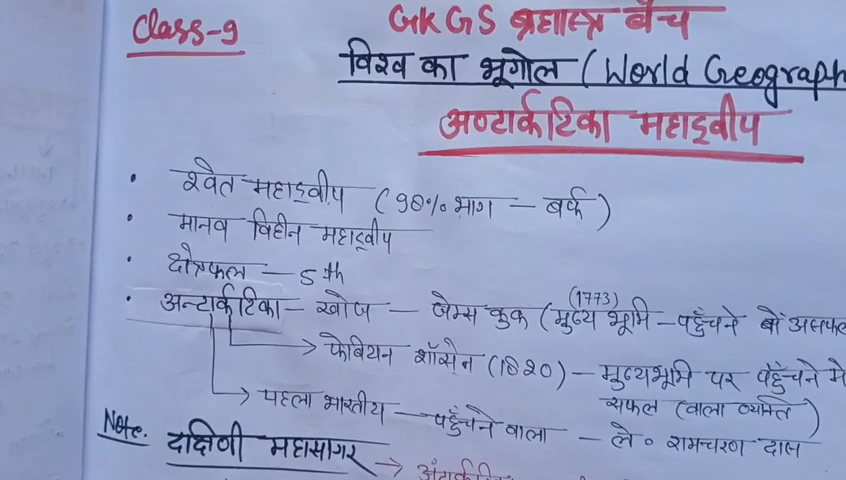 Class-9
GK GS ब्रह्मास्त्र बैच
विश्व का भूगोल (World Geograph
अण्टार्कटिका महाद्वीप
• श्वेत महाद्वीप (98% भाग — बर्फ)
• मानव विहीन महाद्वीप
• क्षेत्रफल — 5th
• अन्टार्कटिका — खोज — जेम्स कुक (मुख्य भूमि — पहुँचने में असफल
(1773)
→ फेबियन शॉसेन (1820) — मुख्यभूमि पर पहुँचने मे
सफल (वाला व्यक्ति)
→ पहला भारतीय — पहुँचने वाला — ले० रामचरण दास
Note. दक्षिणी महासागर →